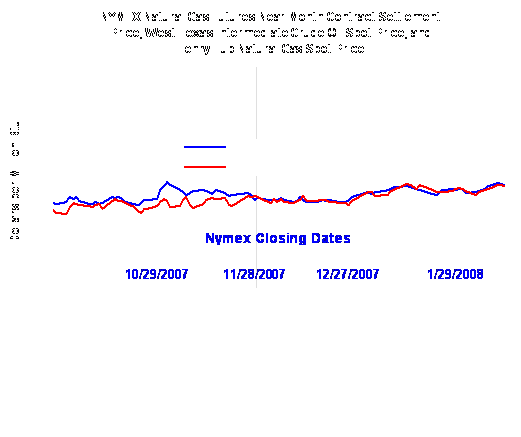 NYMEX Natural Gas Futures Near-Month Contract Settlement
Price, West Texas Intermediate Crude Oil Spot Price, and
Henry Hub Natural Gas Spot Price
Nymex Closing Dates
10/29/2007 11/28/2007 12/27/2007 1/29/2008